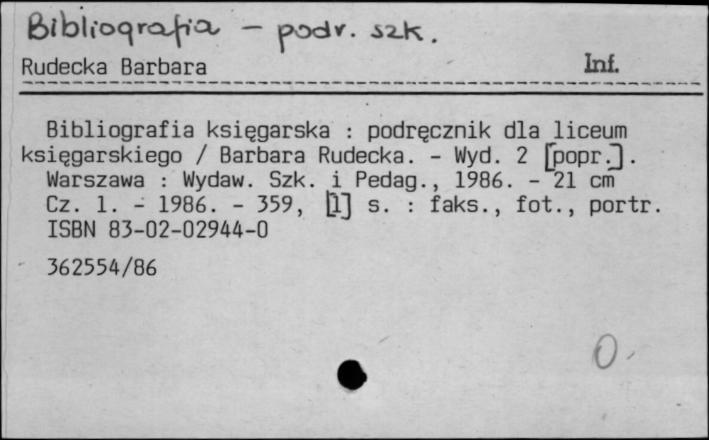 Bibliografia - podr. szk.
Rudecka Barbara Inf.
Bibliografia księgarska : podręcznik dla liceum
księgarskiego / Barbara Rudecka. - Wyd. 2 [popr.].
Warszawa : Wydaw. Szk. i Pedag., 1986. - 21 cm
Cz. 1. - 1986. - 359, [1] s. : faks., fot., portr.
ISBN 83-02-02944-0
362554/86
0.